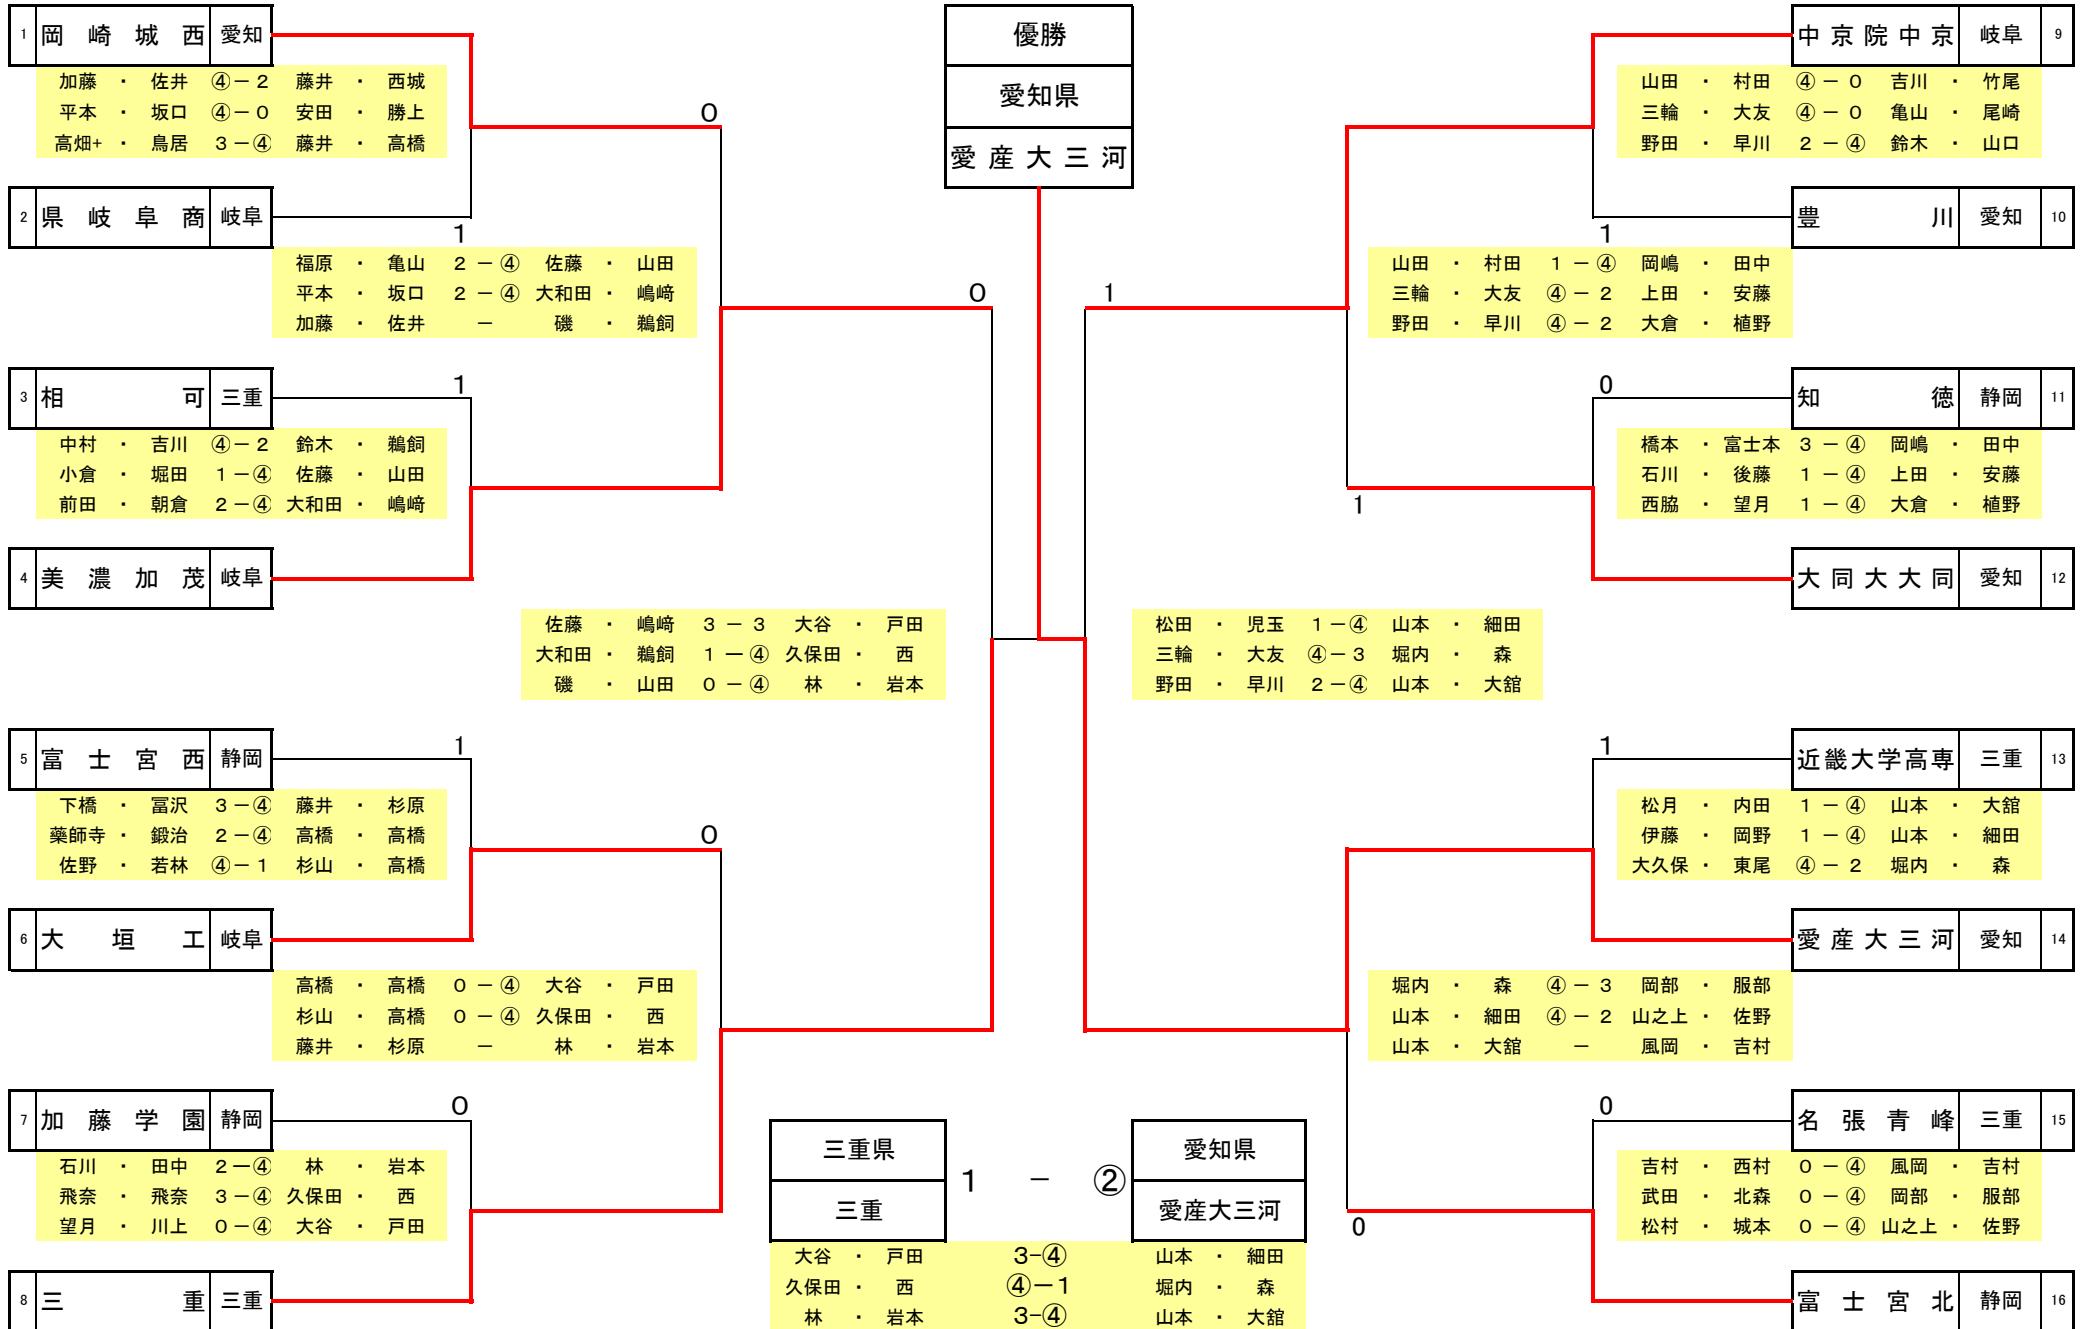 1 岡崎城西 愛知
加藤 ・ 佐井 ④－2 藤井 ・ 西城
平本 ・ 坂口 ④－0 安田 ・ 勝上
高畑+ ・ 鳥居 3－④ 藤井 ・ 高橋
0
2 県岐阜商 岐阜
1
福原 ・ 亀山 2－④ 佐藤 ・ 山田
平本 ・ 坂口 2－④ 大和田 ・ 嶋﨑
加藤 ・ 佐井 － 磯 ・ 鵜飼
0
3 相可 三重
1
中村 ・ 吉川 ④－2 鈴木 ・ 鵜飼
小倉 ・ 堀田 1－④ 佐藤 ・ 山田
前田 ・ 朝倉 2－④ 大和田 ・ 嶋﨑
4 美濃加茂 岐阜
佐藤 ・ 嶋﨑 3－3 大谷 ・ 戸田
大和田 ・ 鵜飼 1－④ 久保田 ・ 西
磯 ・ 山田 0－④ 林 ・ 岩本
5 富士宮西 静岡
1
下橋 ・ 冨沢 3－④ 藤井 ・ 杉原
藥師寺 ・ 鍛治 2－④ 高橋 ・ 高橋
佐野 ・ 若林 ④－1 杉山 ・ 高橋
0
6 大垣工 岐阜
高橋 ・ 高橋 0－④ 大谷 ・ 戸田
杉山 ・ 高橋 0－④ 久保田 ・ 西
藤井 ・ 杉原 － 林 ・ 岩本
7 加藤学園 静岡
0
石川 ・ 田中 2－④ 林 ・ 岩本
飛奈 ・ 飛奈 3－④ 久保田 ・ 西
望月 ・ 川上 0－④ 大谷 ・ 戸田
8 三重 三重
優勝
愛知県
愛産大三河
三重県 1 － ② 愛知県
三重 愛産大三河
大谷 ・ 戸田 3-④ 山本 ・ 細田
久保田 ・ 西 ④－1 堀内 ・ 森
林 ・ 岩本 3-④ 山本 ・ 大舘
中京院中京 岐阜 9
山田 ・ 村田 ④－0 吉川 ・ 竹尾
三輪 ・ 大友 ④－0 亀山 ・ 尾崎
野田 ・ 早川 2－④ 鈴木 ・ 山口
豊川 愛知 10
1
山田 ・ 村田 1－④ 岡嶋 ・ 田中
三輪 ・ 大友 ④－2 上田 ・ 安藤
野田 ・ 早川 ④－2 大倉 ・ 植野
1
知徳 静岡 11
0
橋本 ・ 富士本 3－④ 岡嶋 ・ 田中
石川 ・ 後藤 1－④ 上田 ・ 安藤
西脇 ・ 望月 1－④ 大倉 ・ 植野
1
大同大大同 愛知 12
松田 ・ 児玉 1－④ 山本 ・ 細田
三輪 ・ 大友 ④－3 堀内 ・ 森
野田 ・ 早川 2－④ 山本 ・ 大舘
近畿大学高専 三重 13
1
松月 ・ 内田 1－④ 山本 ・ 大舘
伊藤 ・ 岡野 1－④ 山本 ・ 細田
大久保 ・ 東尾 ④－2 堀内 ・ 森
愛産大三河 愛知 14
堀内 ・ 森 ④－3 岡部 ・ 服部
山本 ・ 細田 ④－2 山之上 ・ 佐野
山本 ・ 大舘 － 風岡 ・ 吉村
名張青峰 三重 15
0
吉村 ・ 西村 0－④ 風岡 ・ 吉村
武田 ・ 北森 0－④ 岡部 ・ 服部
松村 ・ 城本 0－④ 山之上 ・ 佐野
0
富士宮北 静岡 16